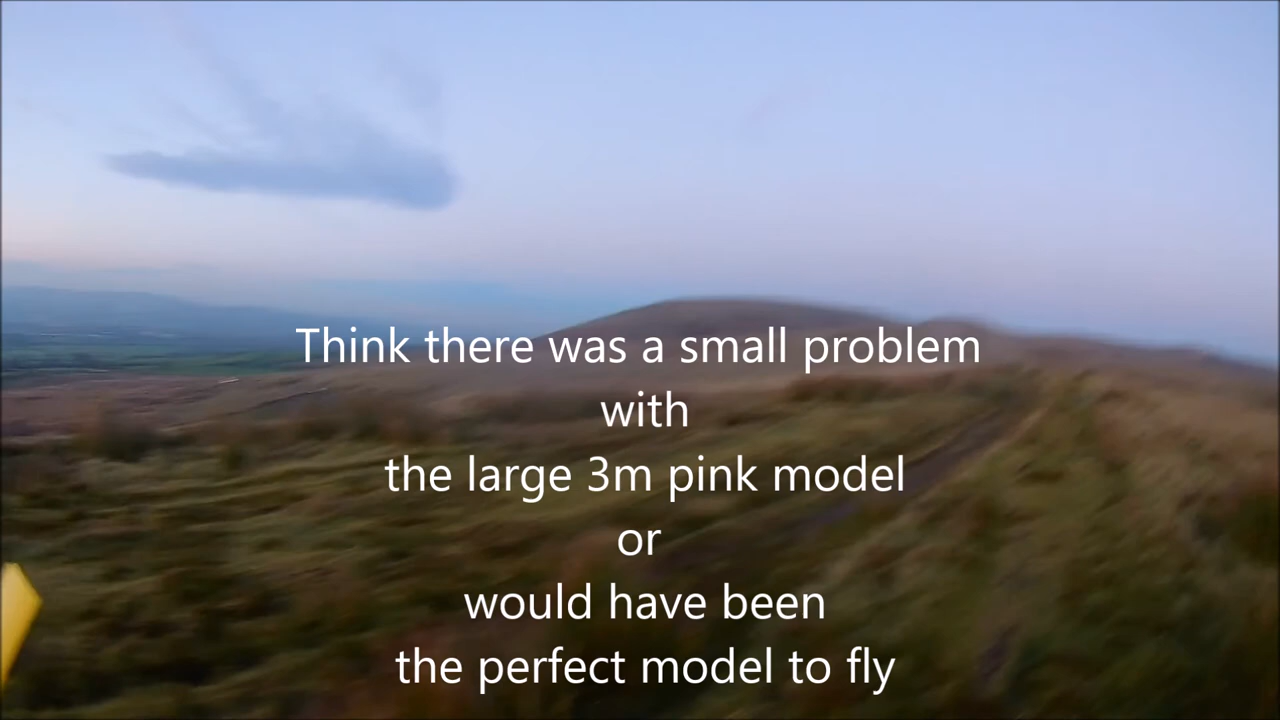 Think there was a small problem
with
the large 3m pink model
or
would have been
the perfect model to fly